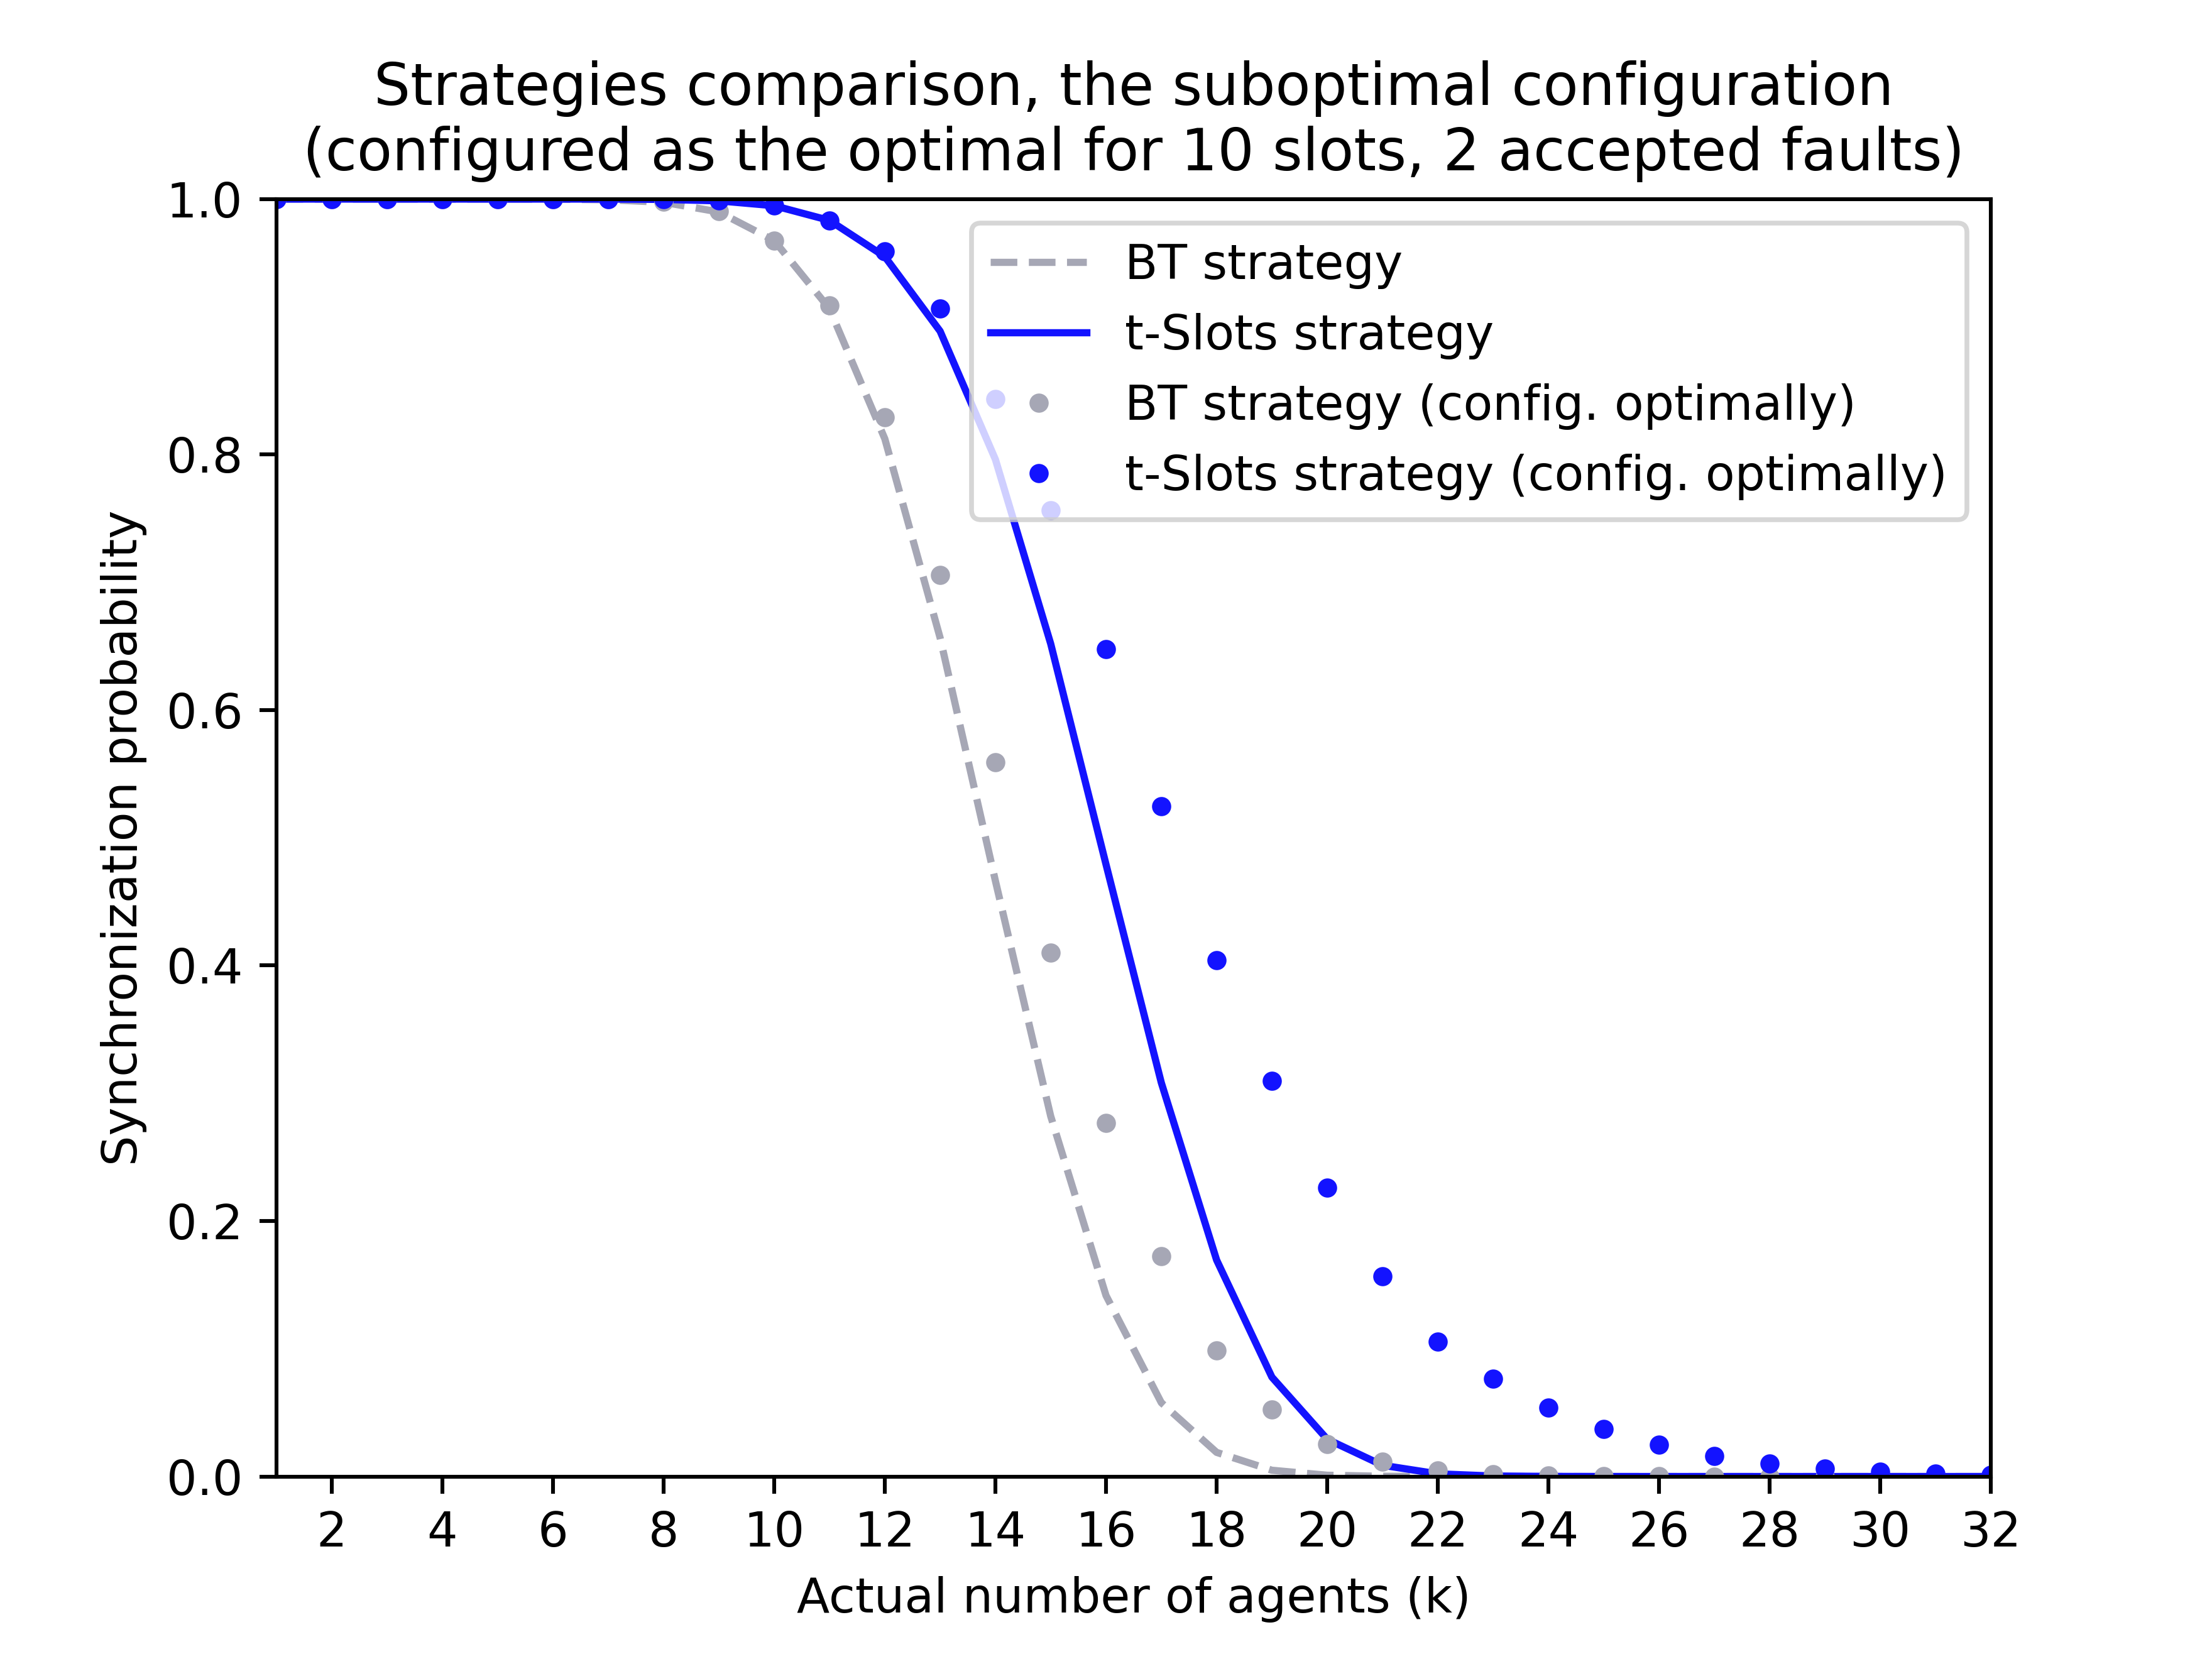 Strategies comparison, the suboptimal configuration
(configured as the optimal for 10 slots, 2 accepted faults)
1.0
0.8
0.6
0.4
0.2
0.0
Synchronization probability
BT strategy
t-Slots strategy
BT strategy (config. optimally)
t-Slots strategy (config. optimally)
2 4 6 8 10 12 14 16 18 20 22 24 26 28 30 32
Actual number of agents (k)